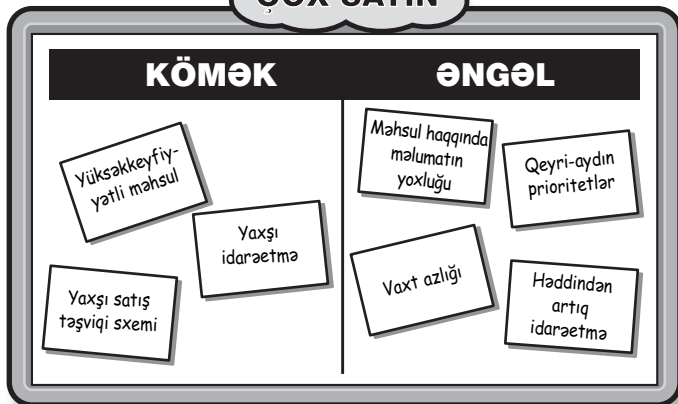 ÇOX SATIN
KÖMƏK
ƏNGƏL
Yüksəkkeyfiy-
yətli məhsul
Yaxşı
idarəetmə
Yaxşı satış
təşviqi sxemi
Məhsul haqqında
məlumatın
yoxluğu
Qeyri-aydın
prioritetlər
Vaxt azlığı
Həddindən
artıq
idarəetmə